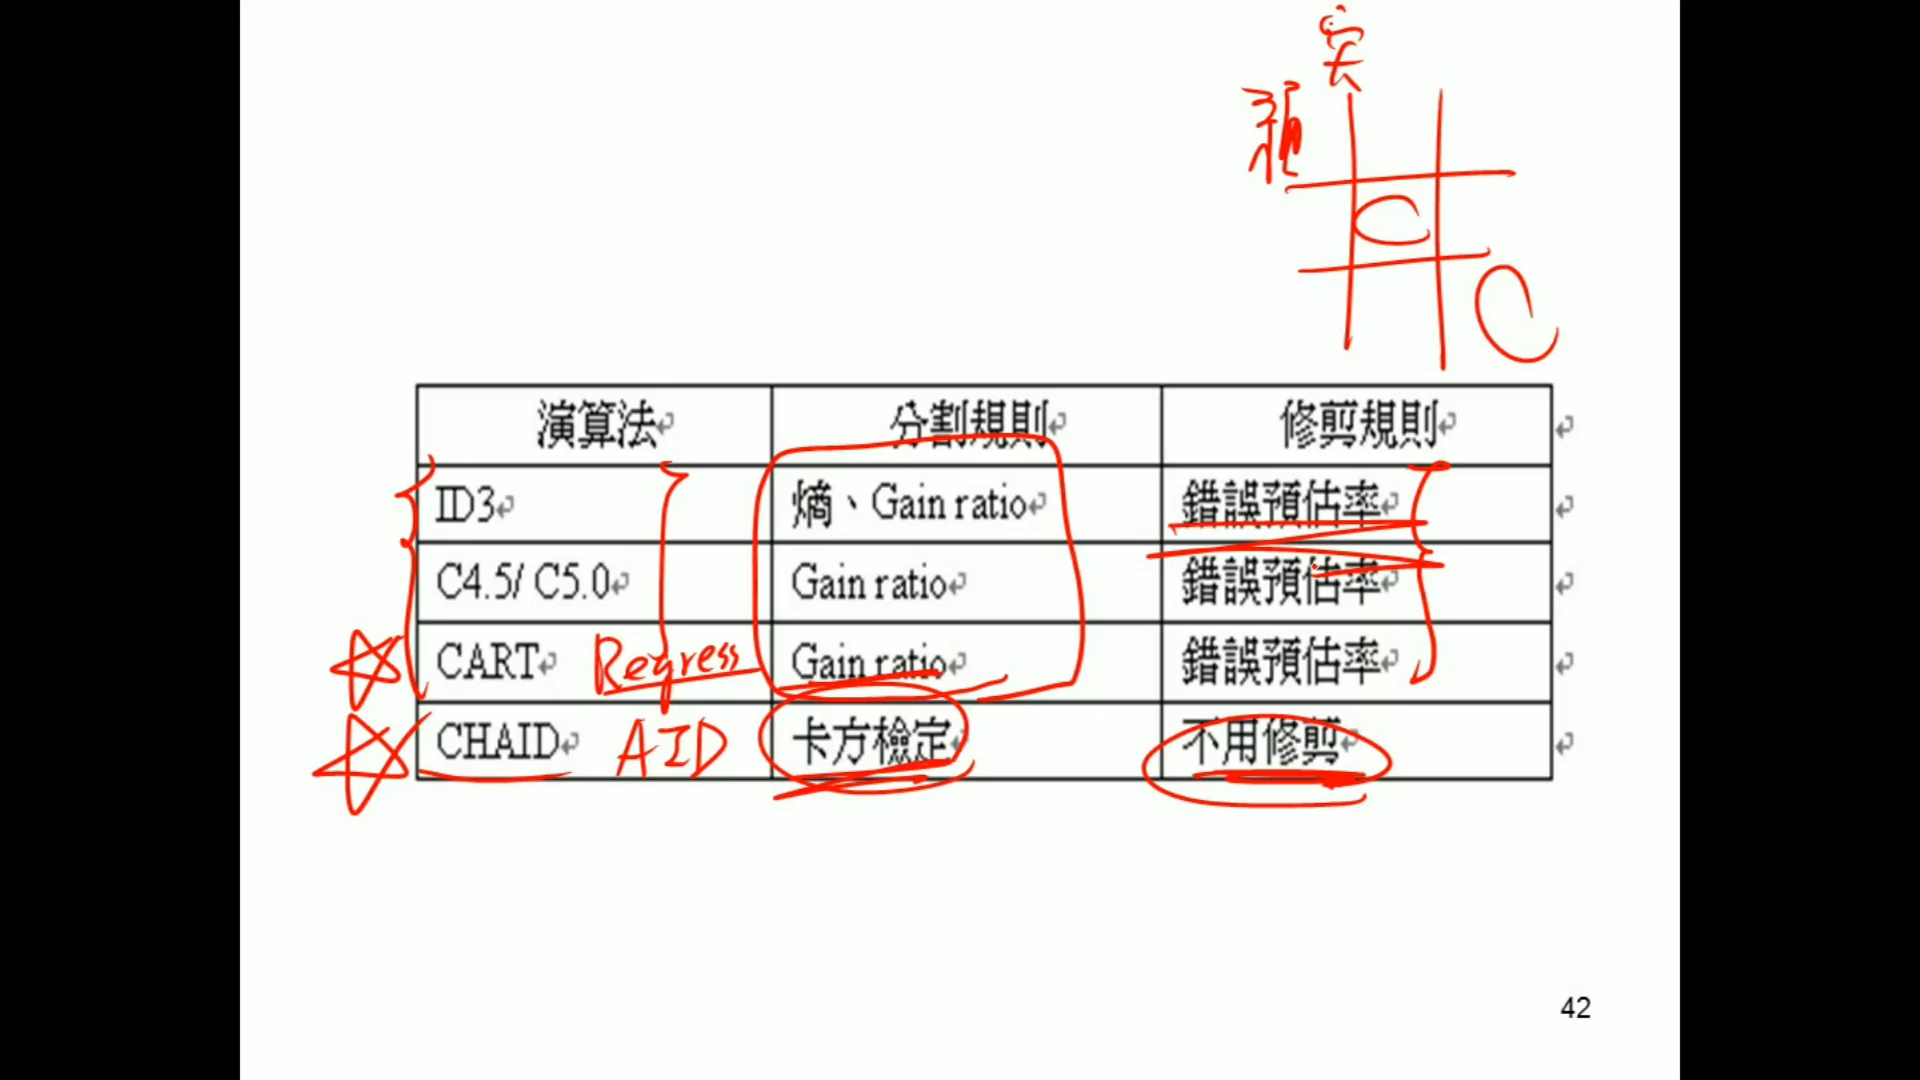 実
預
演算法 分割規則 修剪規則
ID3 熵、Gain ratio 錯誤預估率
C4.5/ C5.0 Gain ratio 錯誤預估率
CART Regress Gain ratio 錯誤預估率
CHAID AID 卡方檢定 不用修剪
42